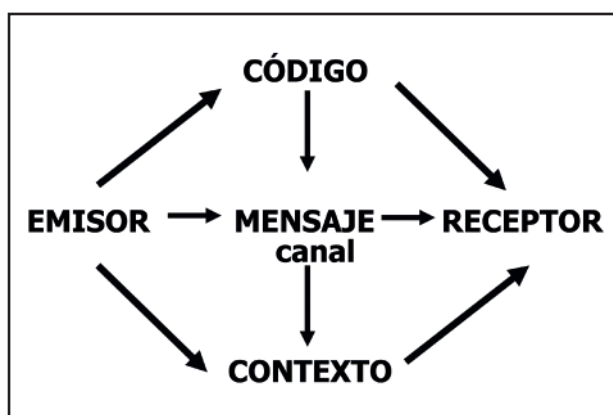 CÓDIGO
EMISOR
MENSAJE
canal
RECEPTOR
CONTEXTO